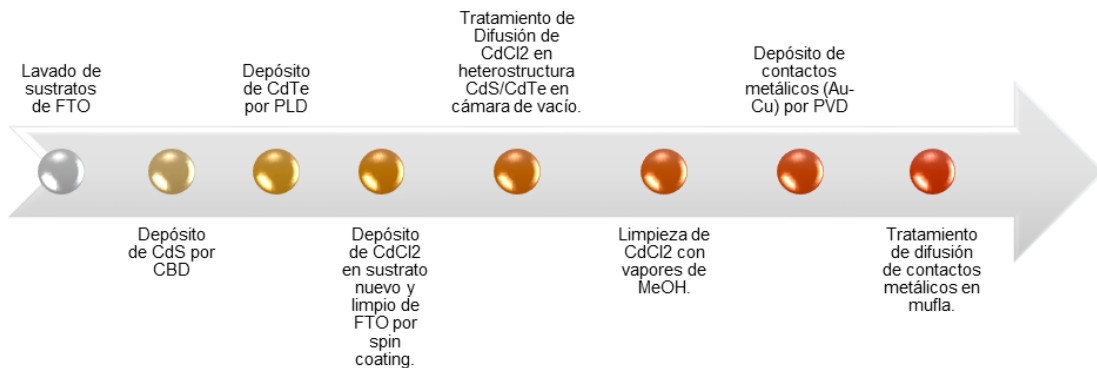 Lavado de
sustratos
de FTO
Depósito
de CdS por
CBD
Depósito
de CdTe
por PLD
Depósito
de CdCl2
en sustrato
nuevo y
limpio de
FTO por
spin
coating.
Tratamiento de
Difusión de
CdCl2 en
heterostructura
CdS/CdTe en
cámara de vacío.
Limpieza de
CdCl2 con
vapores de
MeOH.
Depósito de
contactos
metálicos (Au-
Cu) por PVD
Tratamiento
de difusión
de contactos
metálicos en
mufla.